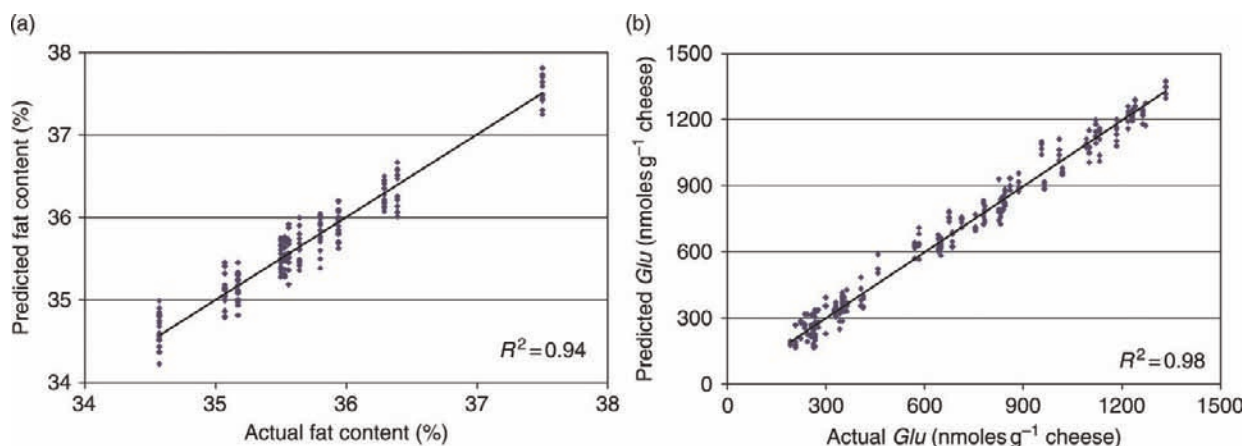 (a)
38
37
36
35
34
34 35 36 37 38
Predicted fat content (%)
Actual fat content (%)
R² = 0.94
(b)
1500
1200
900
600
300
0
0 300 600 900 1200 1500
Predicted Glu (nmoles g⁻¹ cheese)
Actual Glu (nmoles g⁻¹ cheese)
R² = 0.98